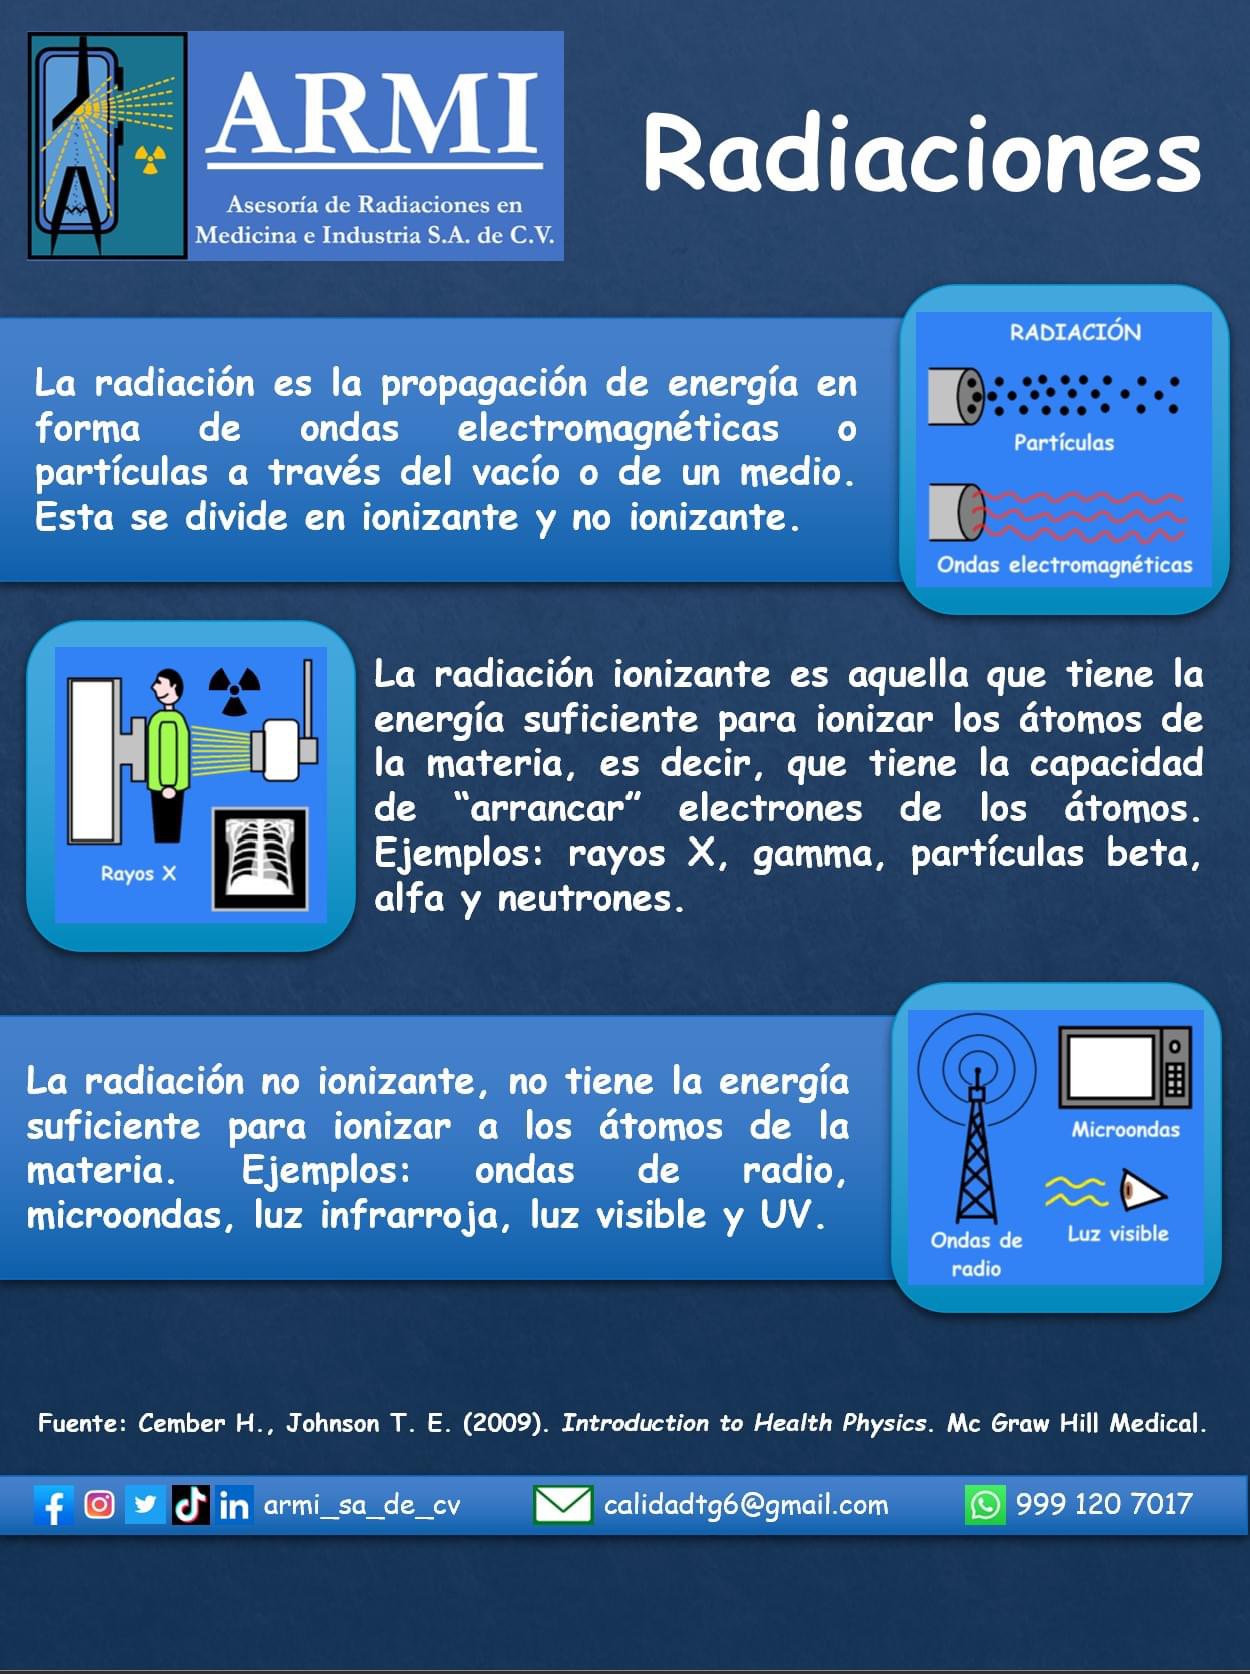 ARMI
Asesoría de Radiaciones en
Medicina e Industria S.A. de C.V.
Radiaciones
La radiación es la propagación de energía en
forma de ondas electromagnéticas o
partículas a través del vacío o de un medio.
Esta se divide en ionizante y no ionizante.
RADIACIÓN
Partículas
Ondas electromagnéticas
Rayos X
La radiación ionizante es aquella que tiene la
energía suficiente para ionizar los átomos de
la materia, es decir, que tiene la capacidad
de “arrancar” electrones de los átomos.
Ejemplos: rayos X, gamma, partículas beta,
alfa y neutrones.
La radiación no ionizante, no tiene la energía
suficiente para ionizar a los átomos de la
materia. Ejemplos: ondas de radio,
microondas, luz infrarroja, luz visible y UV.
Microondas
Luz visible
Ondas de
radio
Fuente: Cember H., Johnson T. E. (2009). Introduction to Health Physics. Mc Graw Hill Medical.
armi_sa_de_cv
calidadtg6@gmail.com
999 120 7017